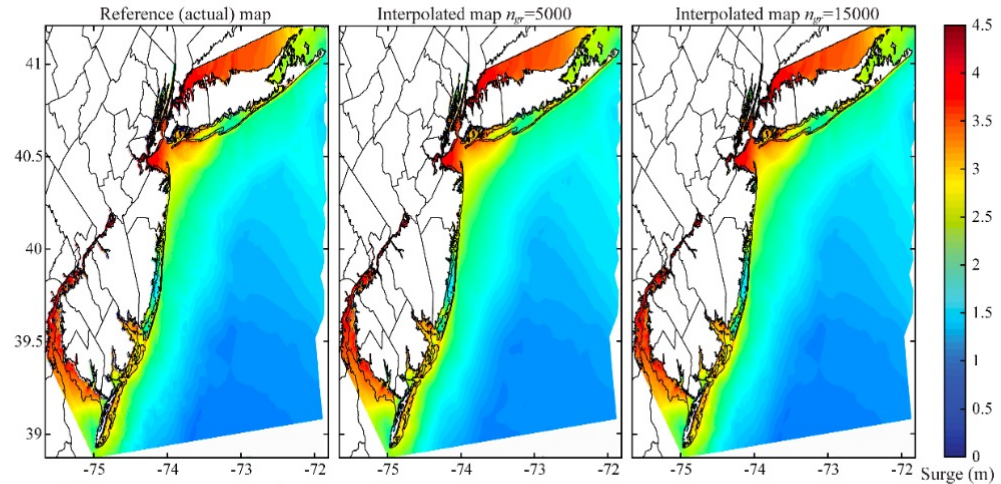 Reference (actual) map
Interpolated map n_gr=5000
Interpolated map n_gr=15000
4.5
4
3.5
3
2.5
2
1.5
1
0.5
0
Surge (m)
41
40.5
40
39.5
39
-75 -74 -73 -72
-75 -74 -73 -72
-75 -74 -73 -72